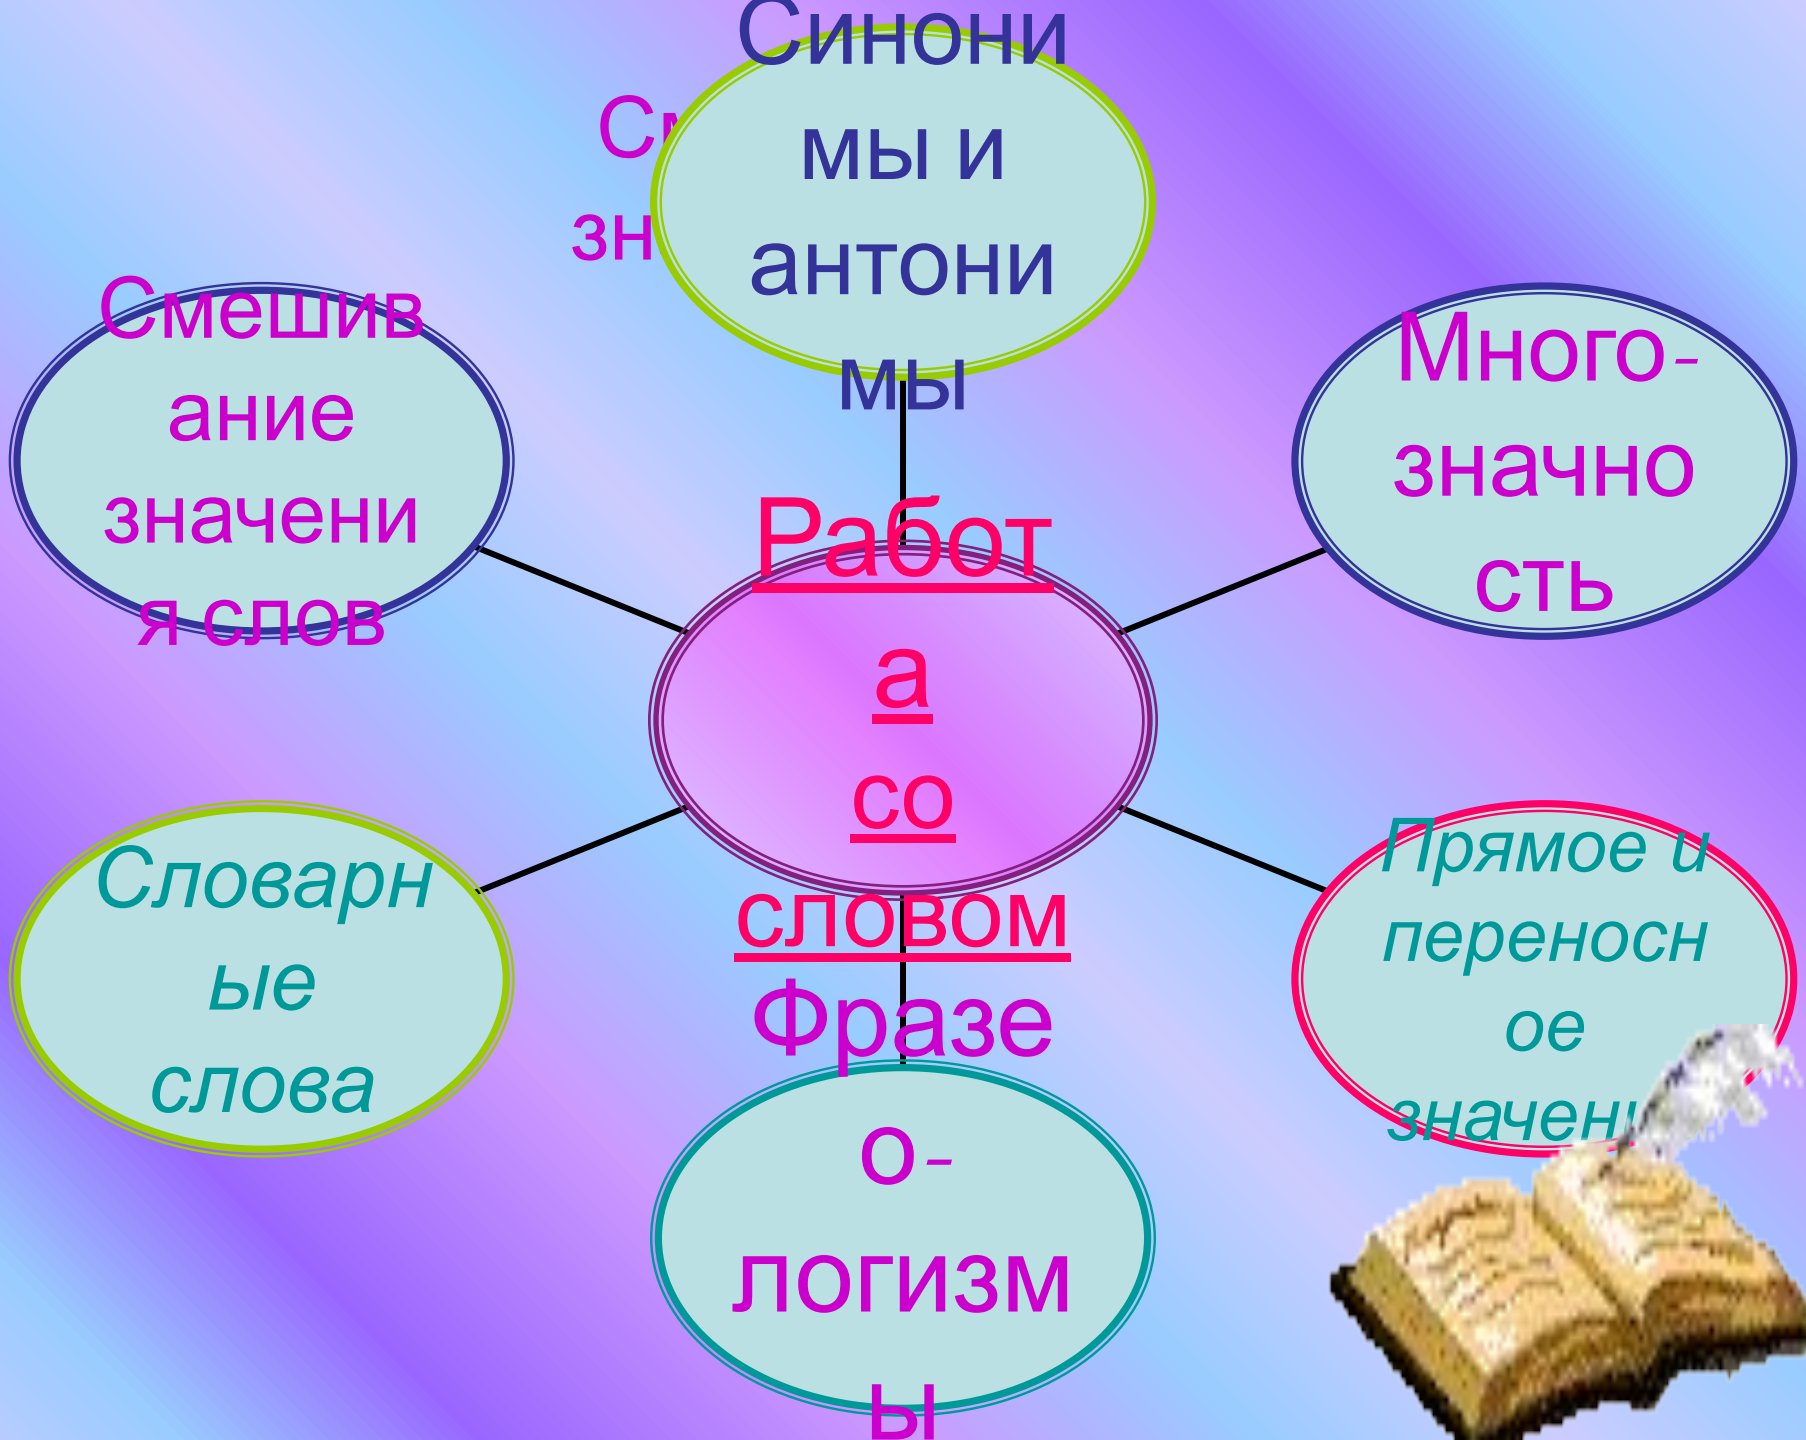 Синони
мы и
антони
мы
Смешив
ание
значени
я слов
Много-
значно
сть
Работ
а
со
словом
Словарн
ые
слова
Прямое и
переносн
ое
Фразе
о-
логизм
ы